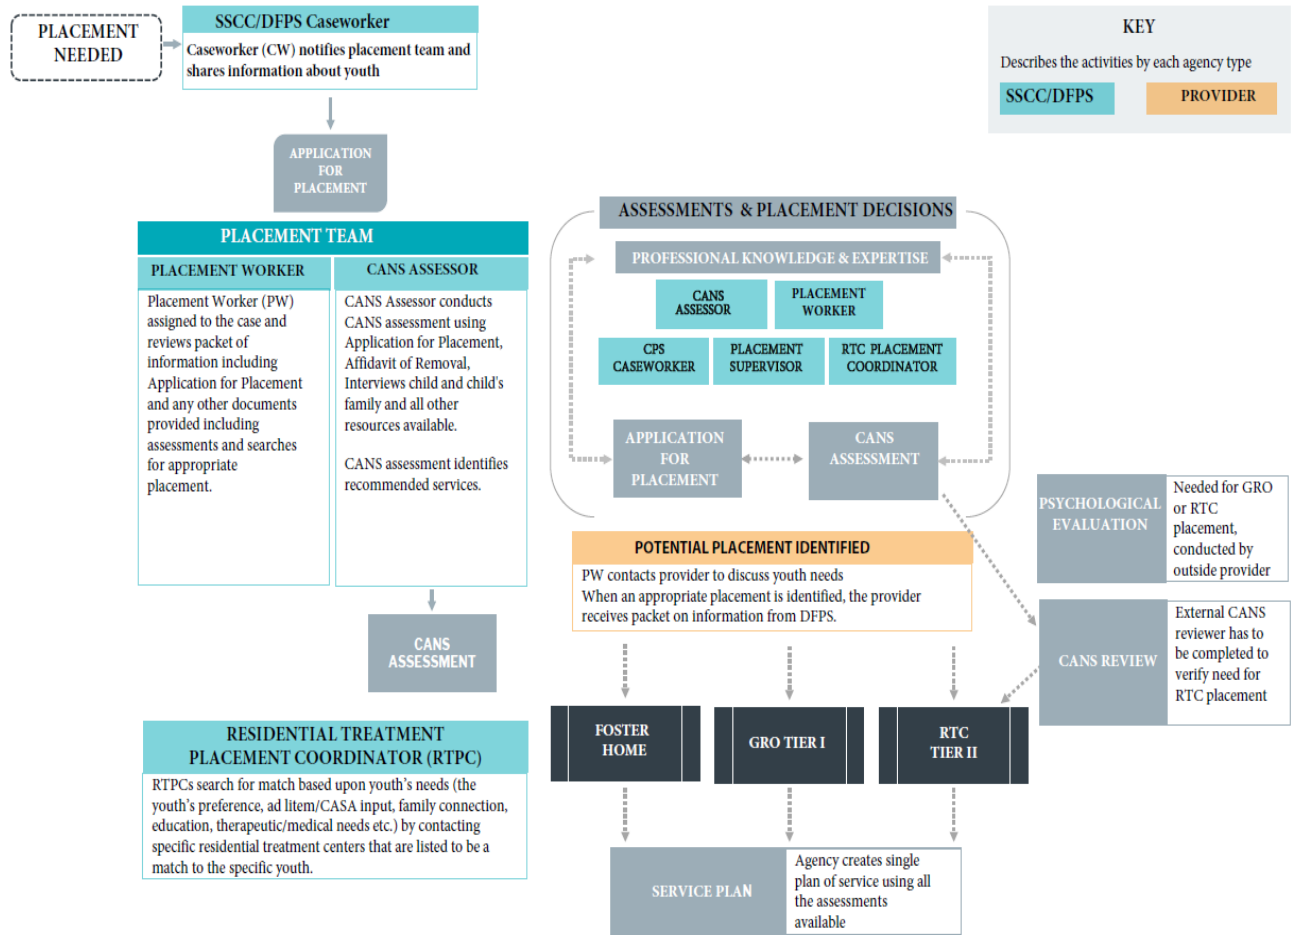 PLACEMENT
NEEDED
SSCC/DFPS Caseworker
Caseworker (CW) notifies placement team and
shares information about youth
KEY
Describes the activities by each agency type
SSCC/DFPS
PROVIDER
APPLICATION
FOR
PLACEMENT
PLACEMENT TEAM
PLACEMENT WORKER
Placement Worker (PW)
assigned to the case and
reviews packet of
information including
Application for Placement
and any other documents
provided including
assessments and searches
for appropriate
placement.
CANS ASSESSOR
CANS Assessor conducts
CANS assessment using
Application for Placement,
Affidavit of Removal,
Interviews child and child's
family and all other
resources available.
CANS assessment identifies
recommended services.
CANS
ASSESSMENT
RESIDENTIAL TREATMENT
PLACEMENT COORDINATOR (RTPC)
RTPCs search for match based upon youth's needs (the
youth's preference, ad litem/CASA input, family connection,
education, therapeutic/medical needs etc.) by contacting
specific residential treatment centers that are listed to be a
match to the specific youth.
ASSESSMENTS & PLACEMENT DECISIONS
PROFESSIONAL KNOWLEDGE & EXPERTISE
CANS
ASSESSOR
PLACEMENT
WORKER
CPS
CASEWORKER
PLACEMENT
SUPERVISOR
RTC PLACEMENT
COORDINATOR
APPLICATION
FOR
PLACEMENT
CANS
ASSESSMENT
PSYCHOLOGICAL
EVALUATION
Needed for GRO
or RTC
placement,
conducted by
outside provider
CANS REVIEW
External CANS
reviewer has to
be completed to
verify need for
RTC placement
POTENTIAL PLACEMENT IDENTIFIED
PW contacts provider to discuss youth needs
When an appropriate placement is identified, the provider
receives packet on information from DFPS.
FOSTER
HOME
GRO TIER I
RTC
TIER II
SERVICE PLAN
Agency creates single
plan of service using all
the assessments
available